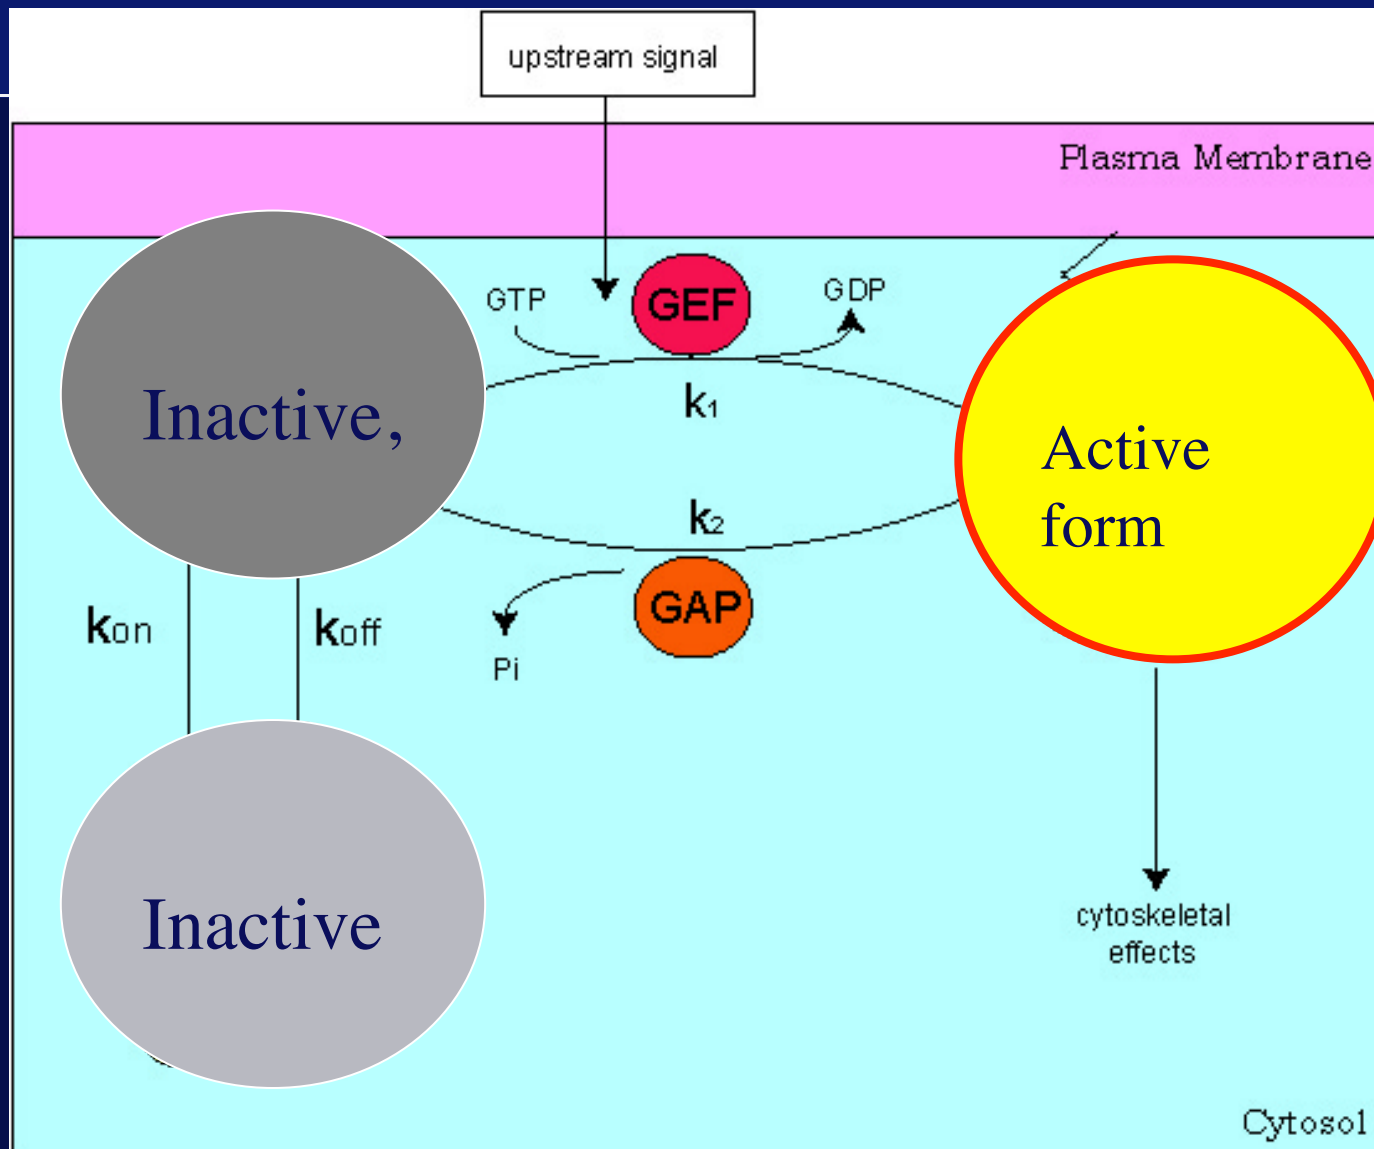 upstream signal
Plasma Membrane
GTP
GEF
GDP
k1
Inactive,
Active
form
k2
GAP
kon
koff
Pi
Inactive
cytoskeletal
effects
Cytosol